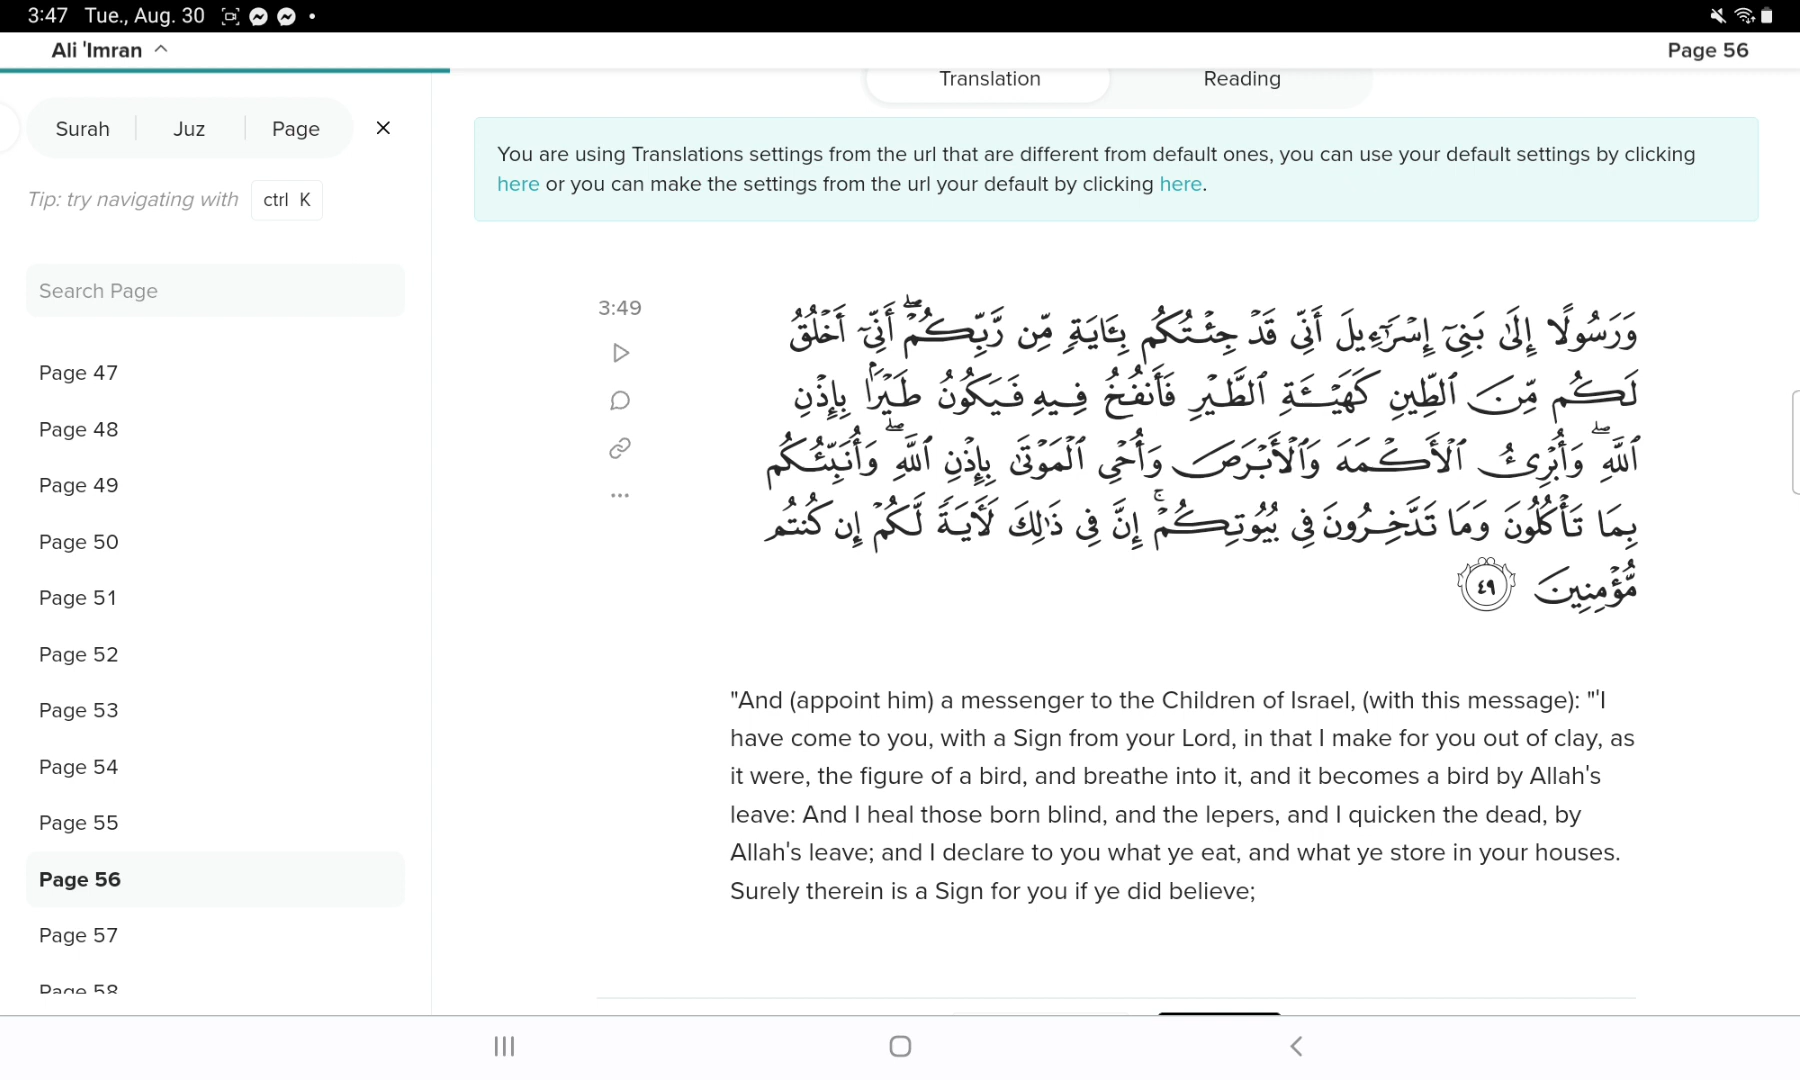 3:47 Tue., Aug. 30
Ali 'Imran
Page 56
Translation
Reading
Surah
Juz
Page
Tip: try navigating with ctrl K
Search Page
Page 47
Page 48
Page 49
Page 50
Page 51
Page 52
Page 53
Page 54
Page 55
Page 56
Page 57
Page 58
You are using Translations settings from the url that are different from default ones, you can use your default settings by clicking
here or you can make the settings from the url your default by clicking here.
3:49
وَرَسُولًا إِلَىٰ بَنِىٓ إِسْرَٰٓءِيلَ أَنِّى قَدْ جِئْتُكُم بِـَٔايَةٍ مِّن رَّبِّكُمْ ۖ أَنِّىٓ أَخْلُقُ
لَكُم مِّنَ ٱلطِّينِ كَهَيْـَٔةِ ٱلطَّيْرِ فَأَنفُخُ فِيهِ فَيَكُونُ طَيْرًۢا بِإِذْنِ
ٱللَّهِ ۖ وَأُبْرِئُ ٱلْأَكْمَهَ وَٱلْأَبْرَصَ وَأُحْىِ ٱلْمَوْتَىٰ بِإِذْنِ ٱللَّهِ ۖ وَأُنَبِّئُكُم
بِمَا تَأْكُلُونَ وَمَا تَدَّخِرُونَ فِى بُيُوتِكُمْ ۚ إِنَّ فِى ذَٰلِكَ لَـَٔايَةً لَّكُمْ إِن كُنتُم
مُّؤْمِنِينَ ٤٩
"And (appoint him) a messenger to the Children of Israel, (with this message): "'I
have come to you, with a Sign from your Lord, in that I make for you out of clay, as
it were, the figure of a bird, and breathe into it, and it becomes a bird by Allah's
leave: And I heal those born blind, and the lepers, and I quicken the dead, by
Allah's leave; and I declare to you what ye eat, and what ye store in your houses.
Surely therein is a Sign for you if ye did believe;